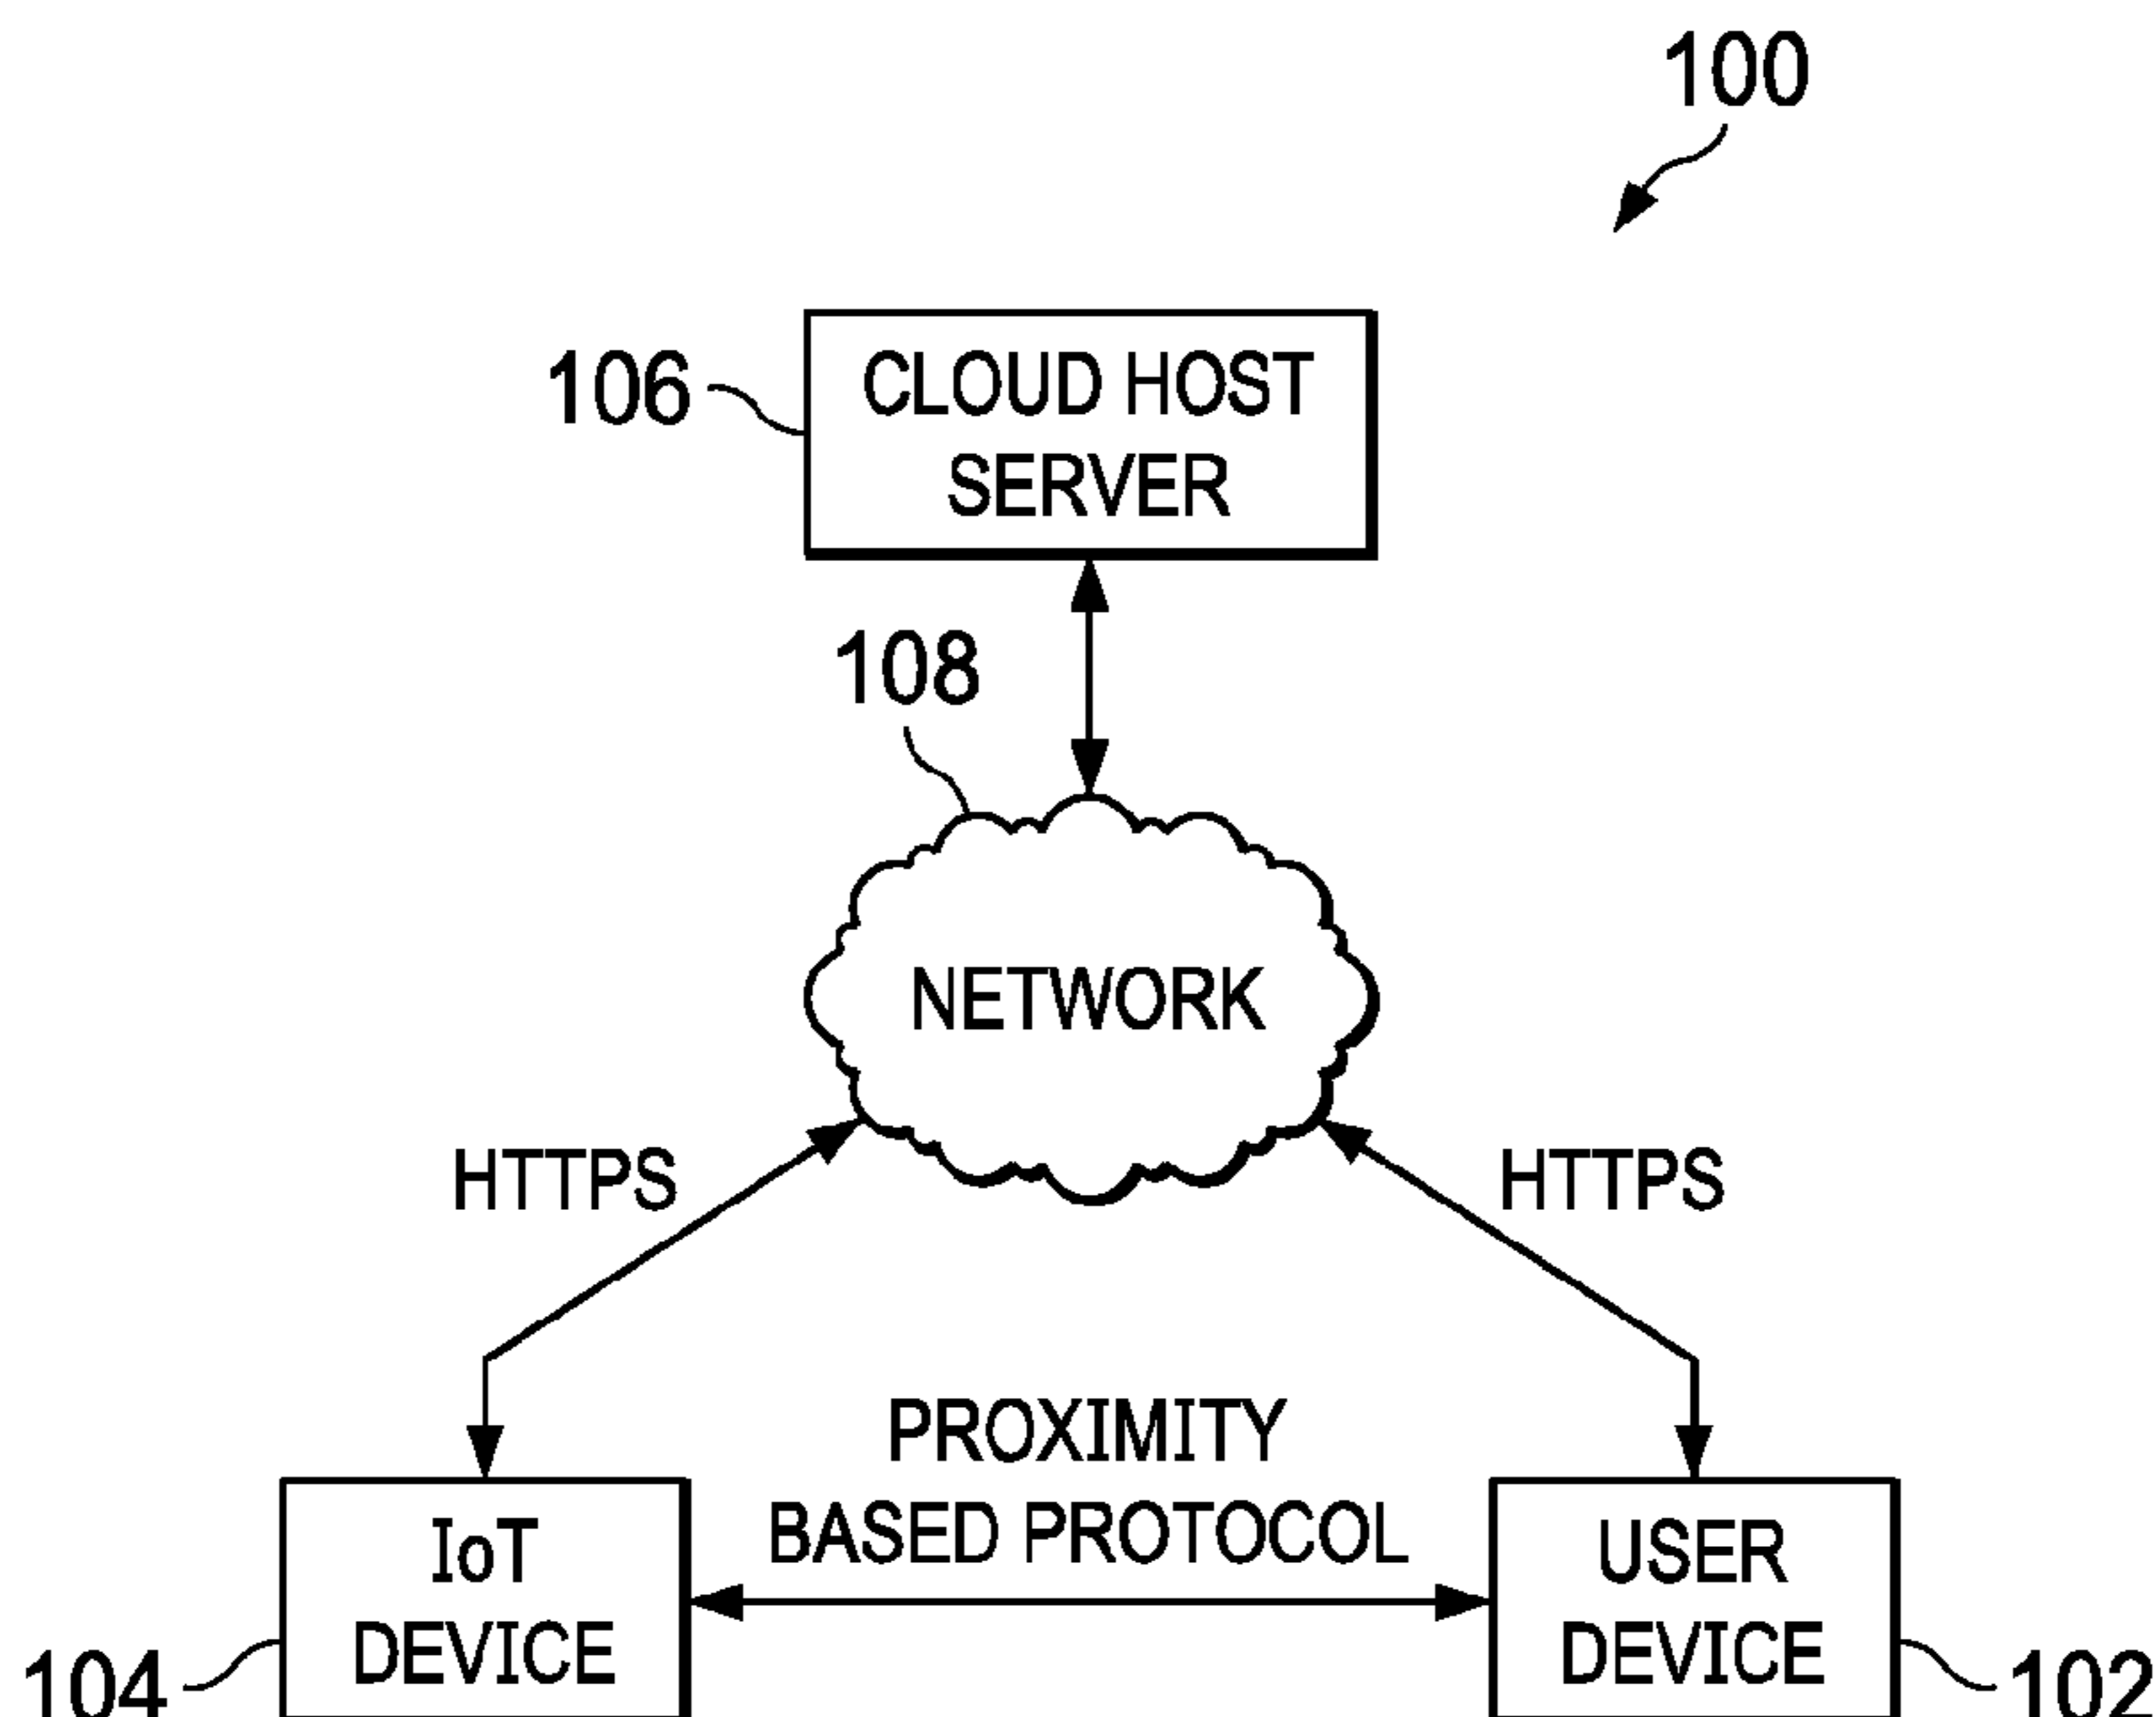 100
106
CLOUD HOST
SERVER
108
NETWORK
HTTPS
HTTPS
PROXIMITY
BASED PROTOCOL
IoT
DEVICE
USER
DEVICE
104
102